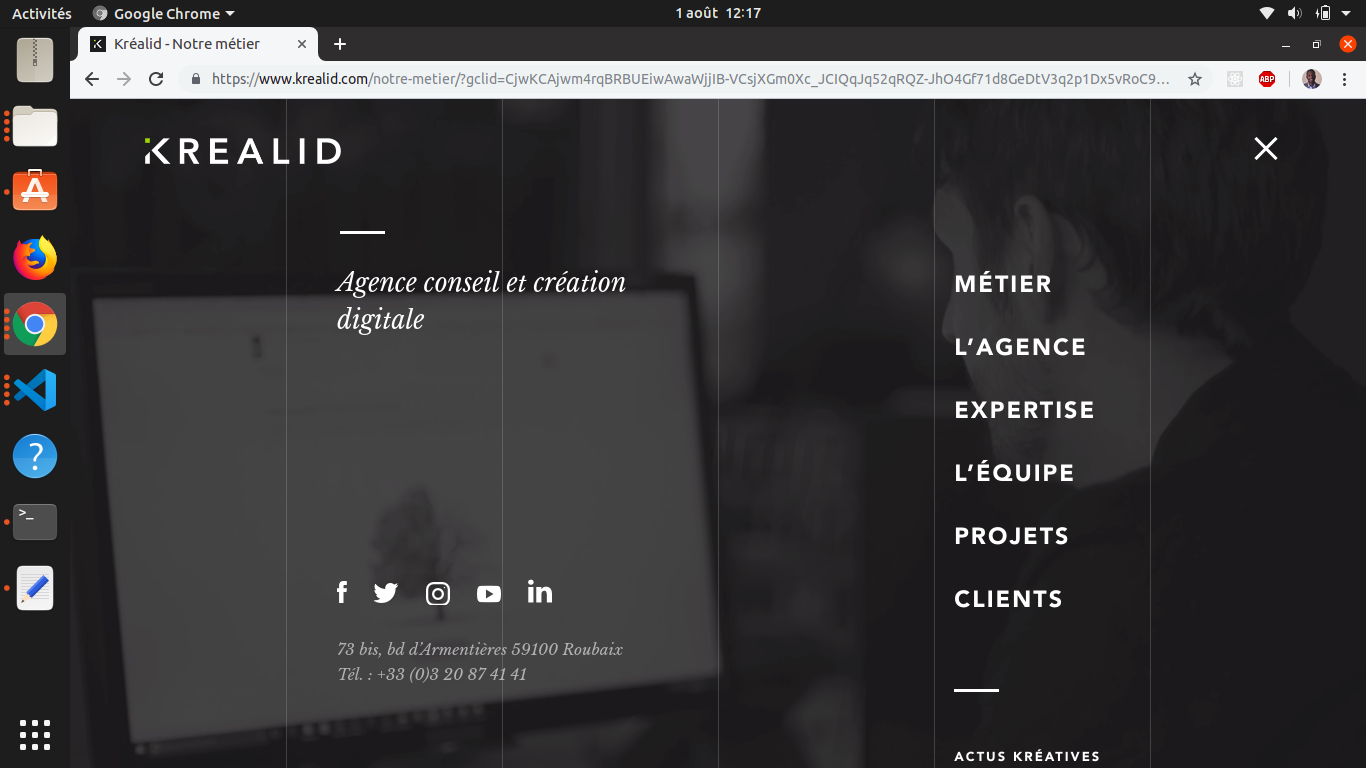 Activités
Google Chrome
1 août 12:17
Kréalid - Notre métier
https://www.krealid.com/notre-metier/?gclid=CjwKCAjwm4rqBRBUEiwAwaWjjIB-VCsjXGm0Xc_JCIQqJq52qRQZ-JhO4Gf71d8GeDtV3q2p1Dx5vRoC9...
ABP
KREALID
Agence conseil et création
digitale
MÉTIER
L’AGENCE
EXPERTISE
L’ÉQUIPE
PROJETS
CLIENTS
73 bis, bd d’Armentières 59100 Roubaix
Tél. : +33 (0)3 20 87 41 41
ACTUS KRÉATIVES